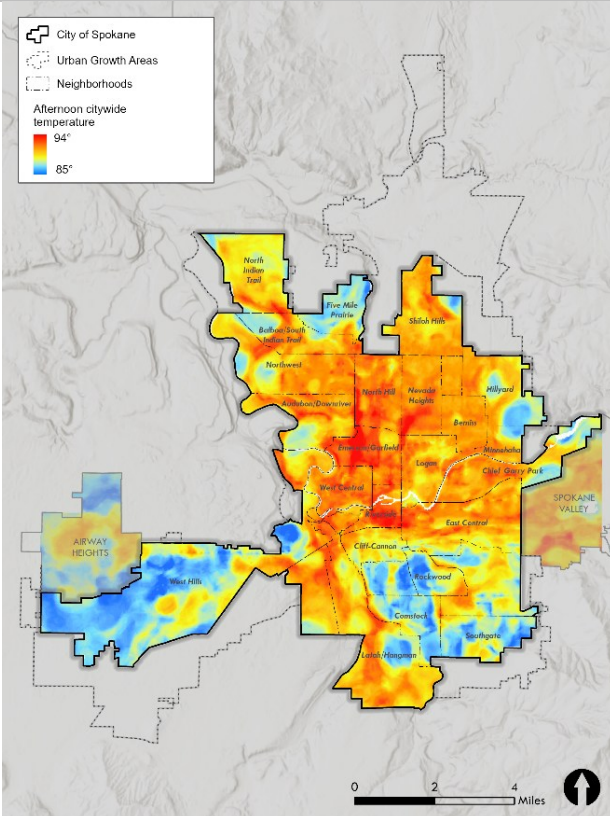 City of Spokane
Urban Growth Areas
Neighborhoods
Afternoon citywide
temperature
94°
85°
North
Indian
Trail
Five Mile
Prairie
Shiloh Hills
Balboa/South
Indian Trail
Northwest
North Hill
Nevada
Heights
Hillyard
Audubon/Downriver
Bemiss
Emerson/Garfield
Minnehaha
Logan
Chief Garry Park
West Central
Riverside
SPOKANE
VALLEY
East Central
AIRWAY
HEIGHTS
Cliff-Cannon
West Hills
Rockwood
Comstock
Southgate
Latah/Hangman
0
2
4
Miles